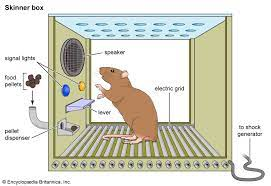 Skinner box
signal lights
speaker
food
pellets
lever
electric grid
pellet
dispenser
to shock
generator
© Encyclopædia Britannica, Inc.